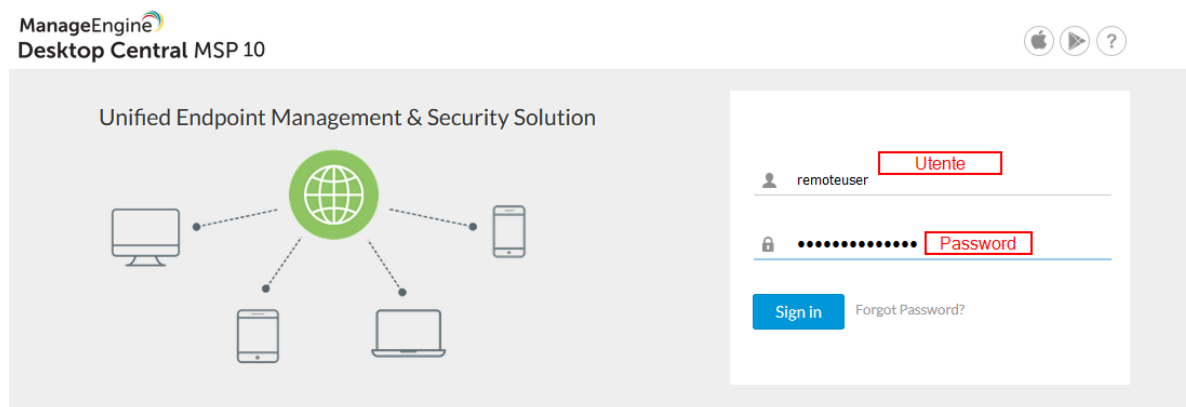 ManageEngine
Desktop Central MSP 10
?
Unified Endpoint Management & Security Solution
Utente
remoteuser
•••••••••••••• Password
Sign in Forgot Password?